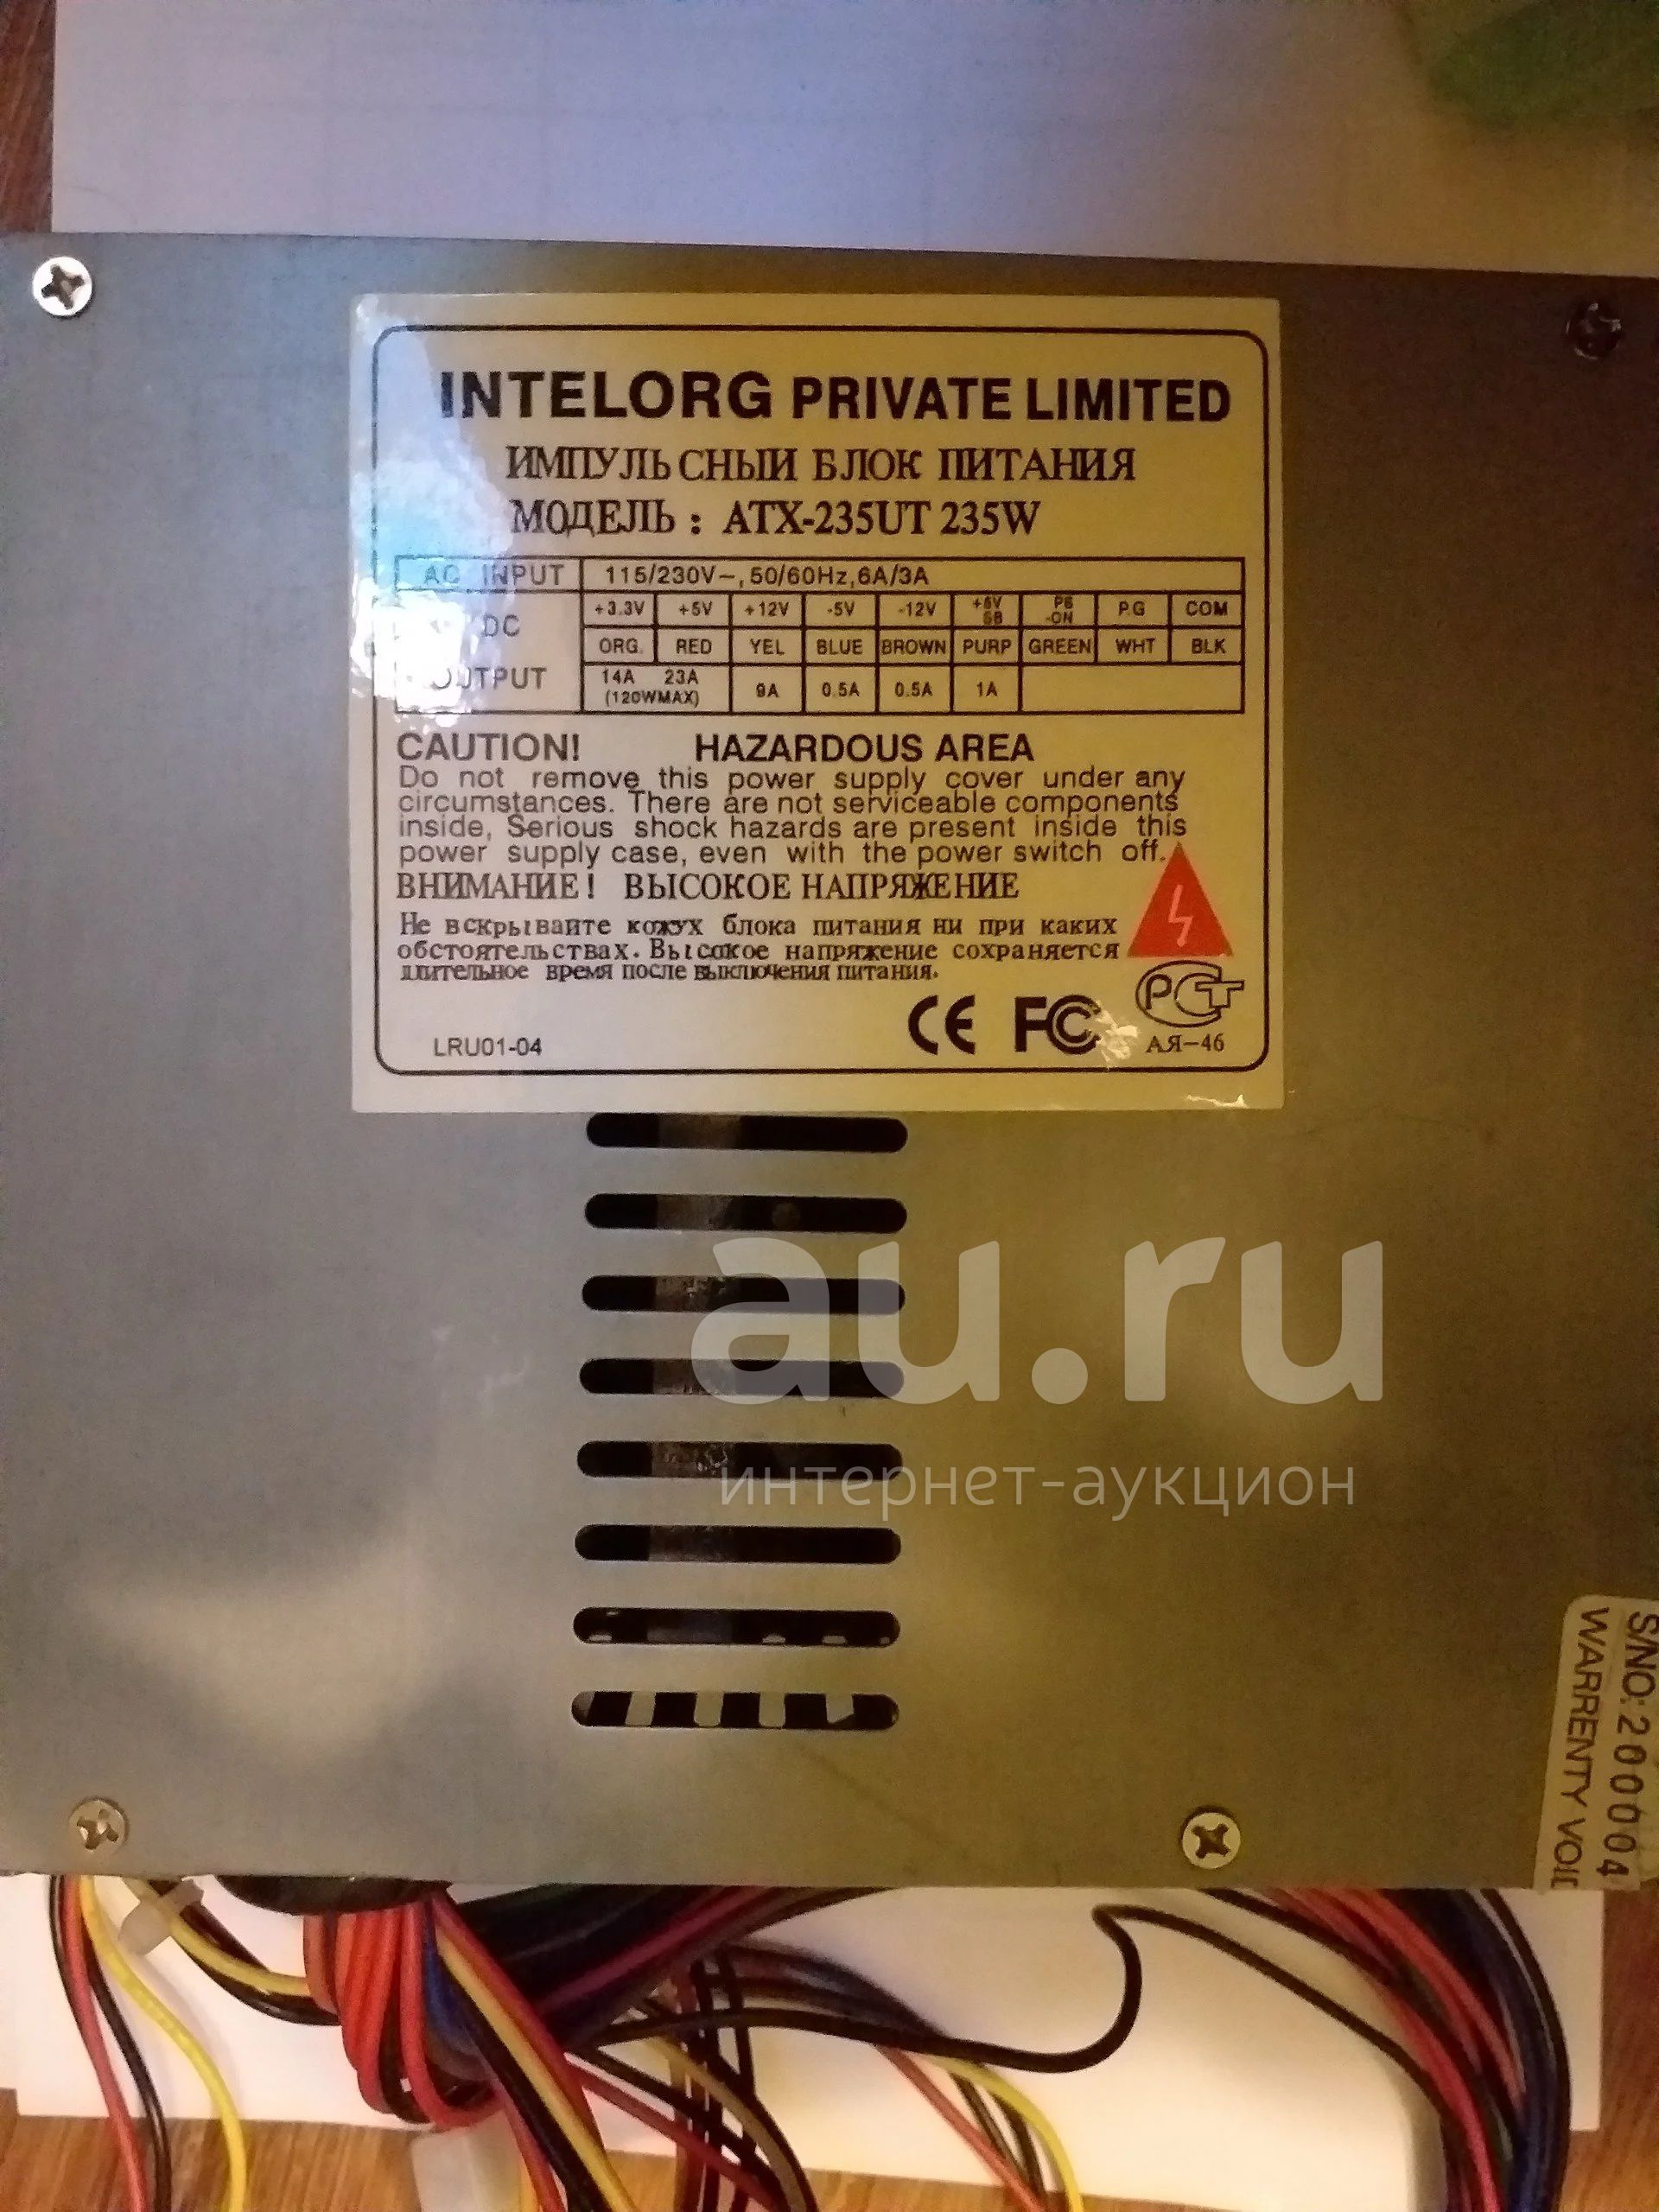 INTELORG PRIVATE LIMITED
ИМПУЛЬСНЫЙ БЛОК ПИТАНИЯ
МОДЕЛЬ : ATX-235UT 235W
AC INPUT 115/230V~, 50/60Hz, 6A/3A
DC OUTPUT
+3.3V +5V +12V -5V -12V +5V SB PS -ON P.G COM
ORG. RED YEL BLUE BROWN PURP GREEN WHT BLK
14A 23A (120WMAX) 9A 0.5A 0.5A 1A
CAUTION! HAZARDOUS AREA
Do not remove this power supply cover under any
circumstances. There are not serviceable components
inside, Serious shock hazards are present inside this
power supply case, even with the power switch off.
ВНИМАНИЕ! ВЫСОКОЕ НАПРЯЖЕНИЕ
Не вскрывайте кожух блока питания ни при каких
обстоятельствах. Высокое напряжение сохраняется
длительное время после выключения питания.
CE FC РСТ
LRU01-04 АЯ-46
au.ru
интернет-аукцион
S/NO: 200004
WARRENTY VOI